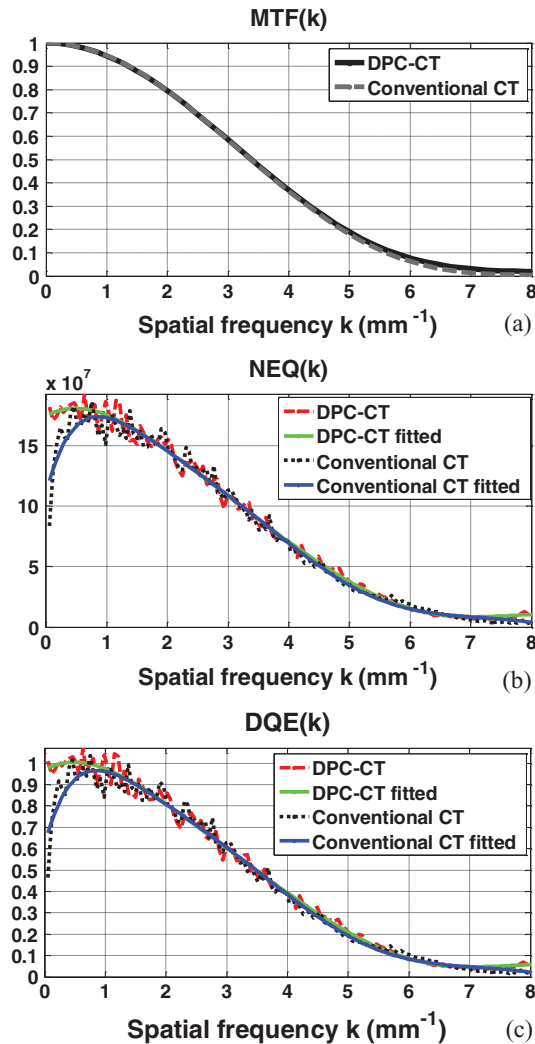 MTF(k)
1
0.9
0.8
0.7
0.6
0.5
0.4
0.3
0.2
0.1
0
DPC-CT
Conventional CT
0 1 2 3 4 5 6 7 8
Spatial frequency k (mm⁻¹)
(a)
NEQ(k)
x 10⁷
15
10
5
0
DPC-CT
DPC-CT fitted
Conventional CT
Conventional CT fitted
0 1 2 3 4 5 6 7 8
Spatial frequency k (mm⁻¹)
(b)
DQE(k)
1
0.9
0.8
0.7
0.6
0.5
0.4
0.3
0.2
0.1
0
DPC-CT
DPC-CT fitted
Conventional CT
Conventional CT fitted
0 1 2 3 4 5 6 7 8
Spatial frequency k (mm⁻¹)
(c)